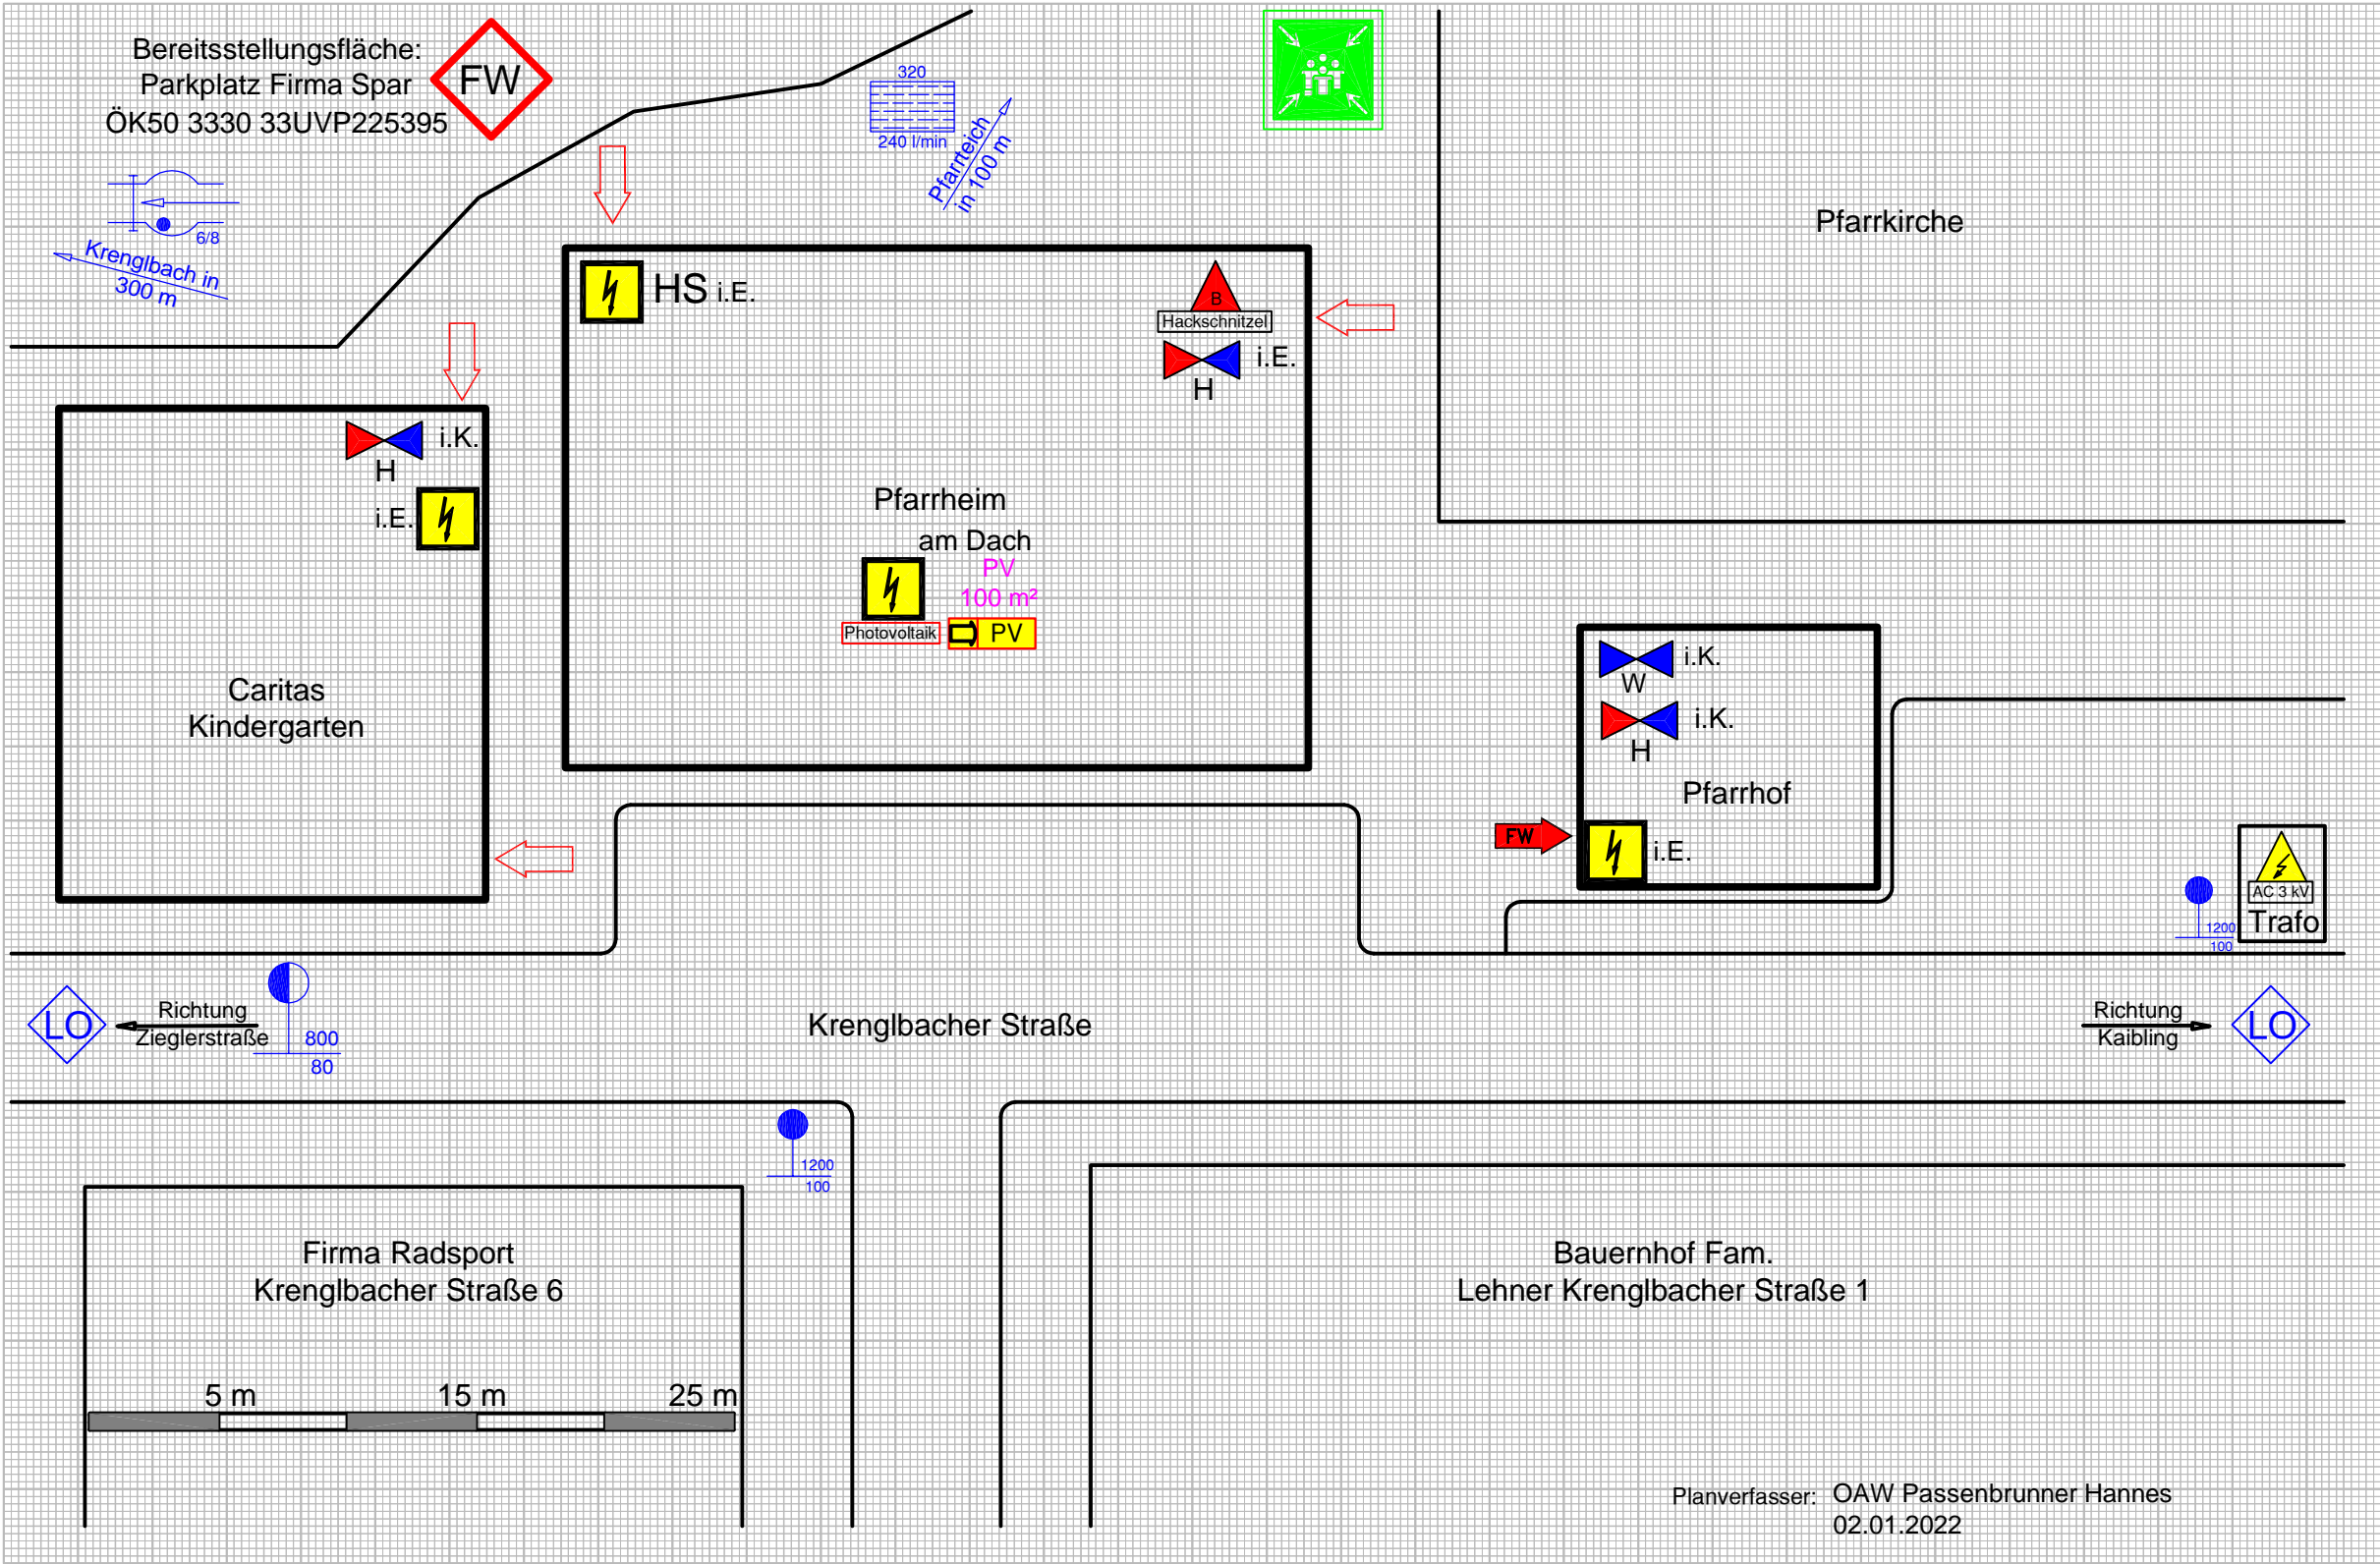 Bereitsstellungsfläche:
Parkplatz Firma Spar
ÖK50 3330 33UVP225395
FW
320
240 l/min
Pfarrteich
in 100 m
6/8
Krenglbach in
300 m
Pfarrkirche
HS i.E.
B
Hackschnitzel
i.E.
H
i.K.
H
i.E.
Pfarrheim
am Dach
PV
100 m²
Photovoltaik
PV
Caritas
Kindergarten
i.K.
W
i.K.
H
Pfarrhof
FW
i.E.
AC 3 kV
Trafo
1200
100
LO
Richtung
Zieglerstraße
800
80
Krenglbacher Straße
Richtung
Kaibling
LO
1200
100
Firma Radsport
Krenglbacher Straße 6
Bauernhof Fam.
Lehner Krenglbacher Straße 1
5 m 15 m 25 m
Planverfasser: OAW Passenbrunner Hannes
02.01.2022